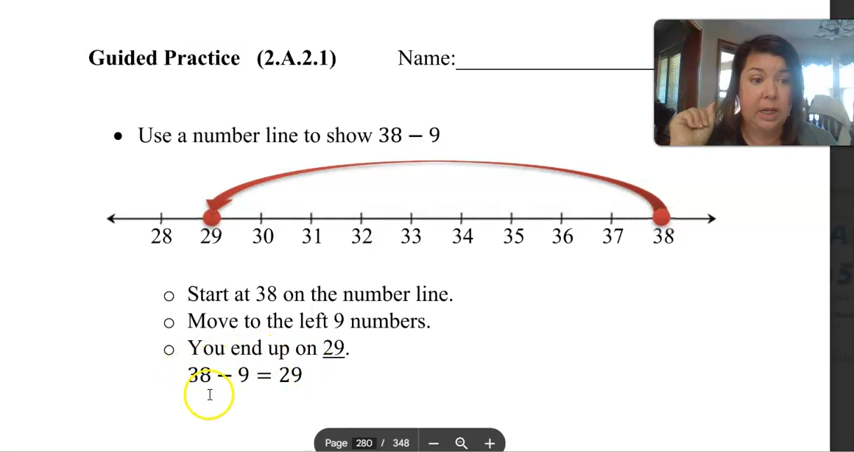 Guided Practice (2.A.2.1) Name:
• Use a number line to show 38 – 9
28 29 30 31 32 33 34 35 36 37 38
o Start at 38 on the number line.
o Move to the left 9 numbers.
o You end up on 29.
38 – 9 = 29
Page 280 / 348 — +